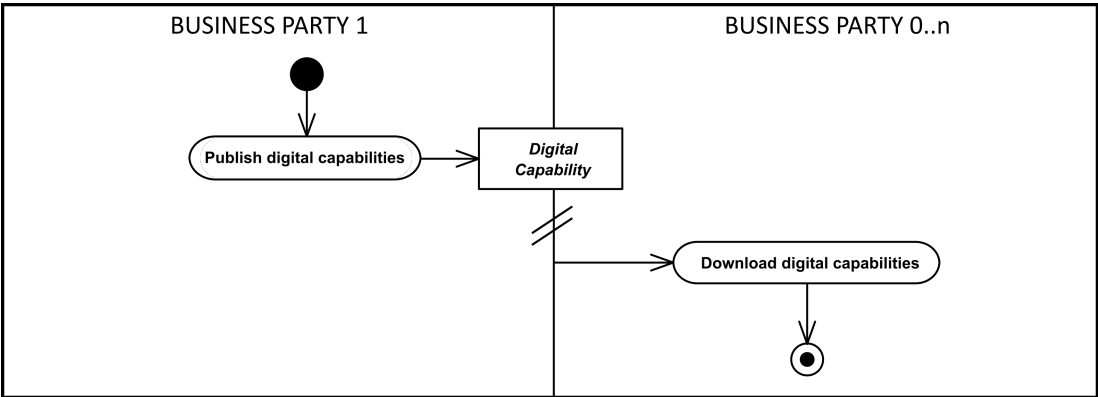 BUSINESS PARTY 1
BUSINESS PARTY 0..n
Publish digital capabilities
Digital
Capability
Download digital capabilities